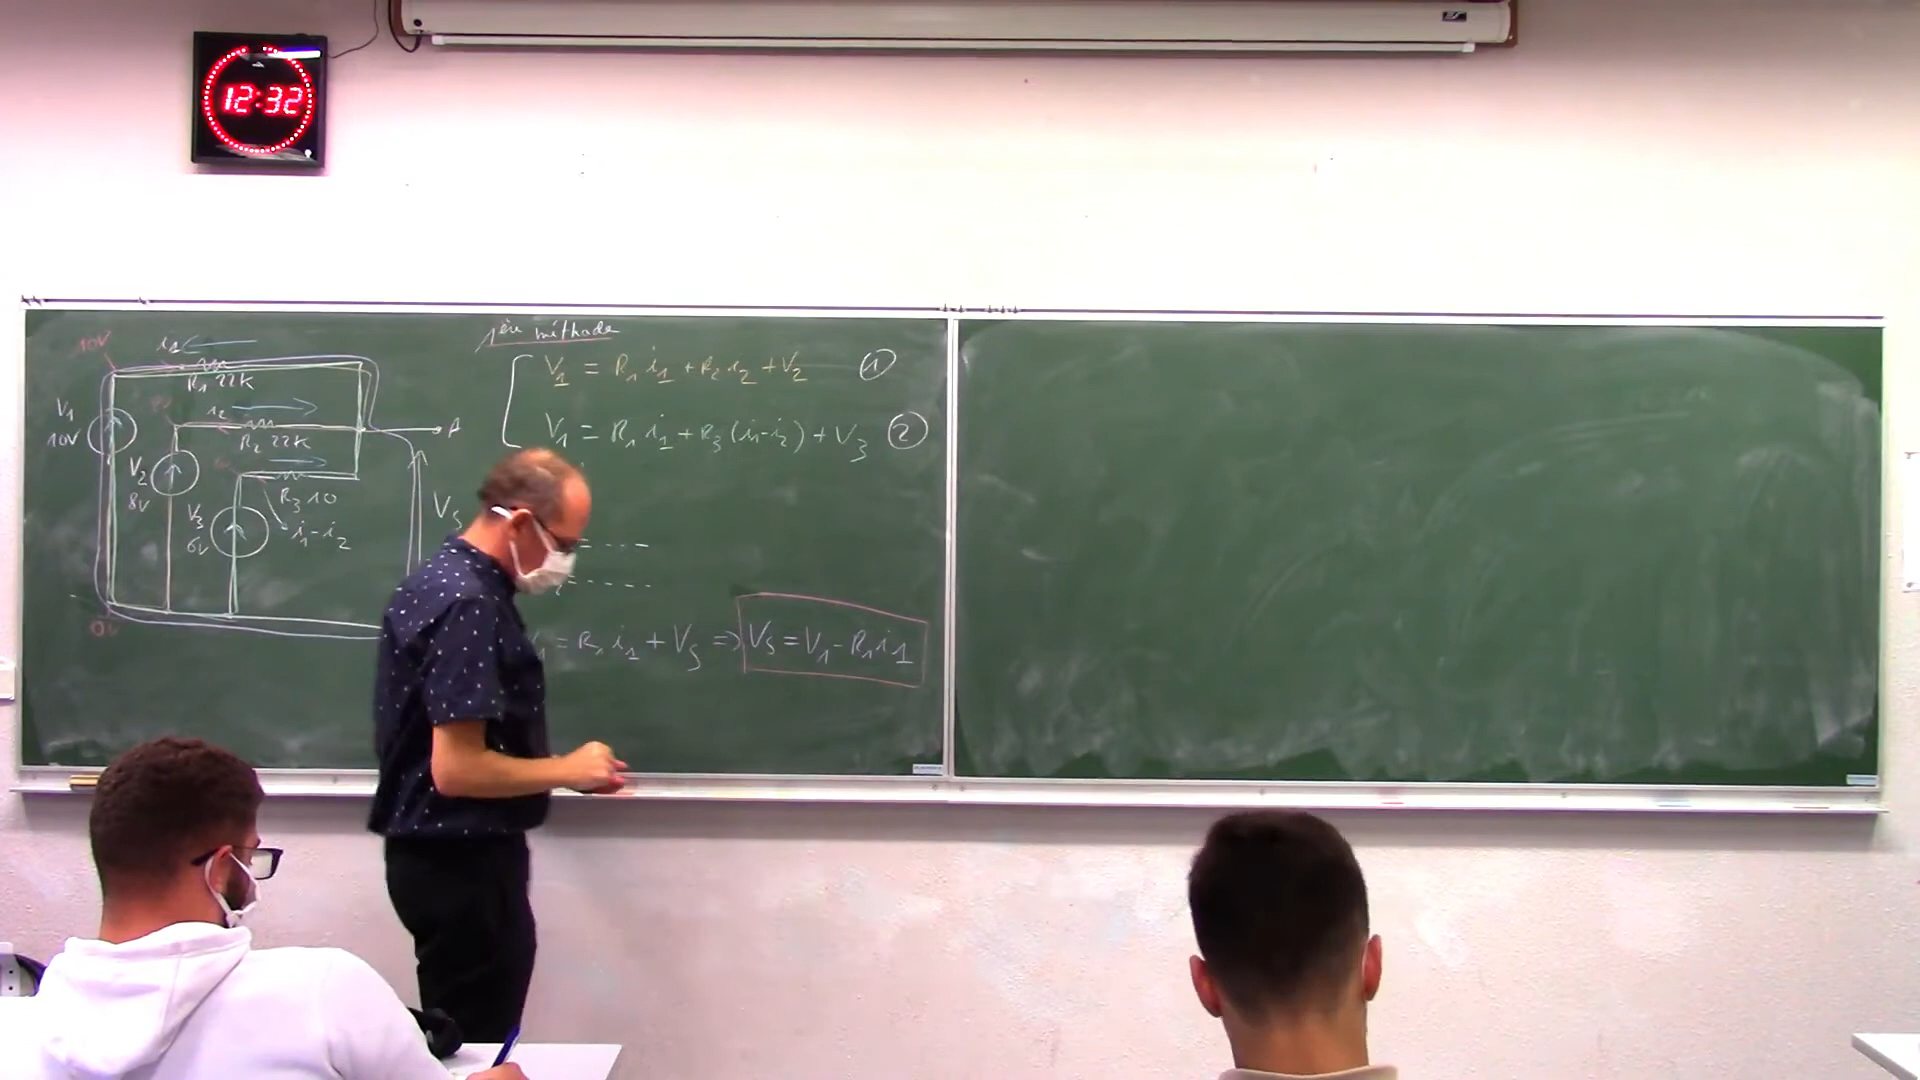 12:32
1ère méthode
V1 = R1 i1 + R2 i2 + V2 ①
V1 = R1 i1 + R3 (i1-i2) + V3 ②
= ...
= ....
1 = R1 i1 + VS => VS = V1 - R1 i1
10V
i1
R1 22K
V1
10V
i2
R2 22K
A
V2
8V
R3 10
V3
6V
i1-i2
VS
0V